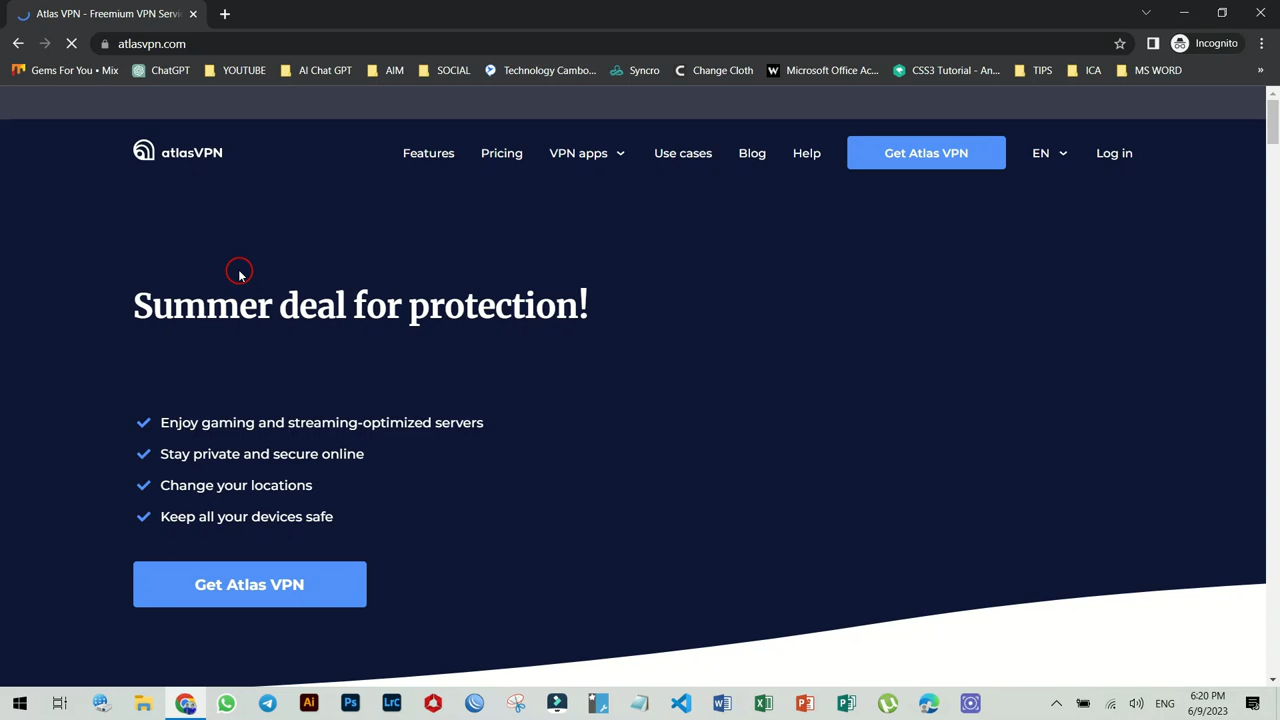 Atlas VPN - Freemium VPN Servi
atlasvpn.com
Incognito
Gems For You • Mix
ChatGPT
YOUTUBE
AI Chat GPT
AIM
SOCIAL
Technology Cambo...
Syncro
Change Cloth
Microsoft Office Ac...
CSS3 Tutorial - An...
TIPS
ICA
MS WORD
»
atlasVPN
Features
Pricing
VPN apps
Use cases
Blog
Help
Get Atlas VPN
EN
Log in
Summer deal for protection!
Enjoy gaming and streaming-optimized servers
Stay private and secure online
Change your locations
Keep all your devices safe
Get Atlas VPN
Ai
Ps
Lrc
ENG
6:20 PM
6/9/2023